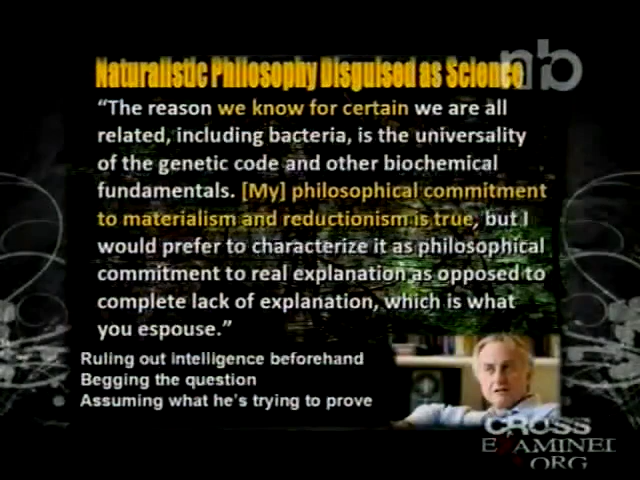 Naturalistic Philosophy Disguised as Science
nrb
“The reason we know for certain we are all
related, including bacteria, is the universality
of the genetic code and other biochemical
fundamentals. [My] philosophical commitment
to materialism and reductionism is true, but I
would prefer to characterize it as philosophical
commitment to real explanation as opposed to
complete lack of explanation, which is what
you espouse.”
Ruling out intelligence beforehand
Begging the question
Assuming what he's trying to prove
CROSS
EXAMINED
.ORG